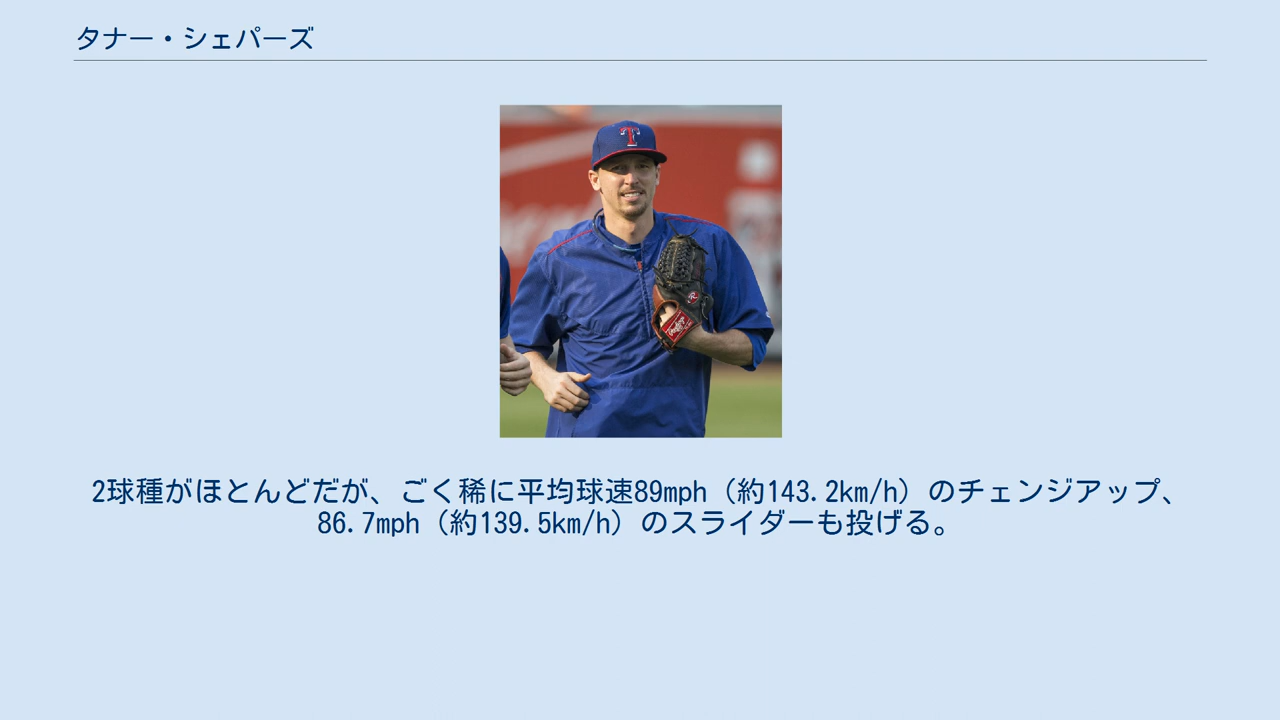 タナー・シェパーズ
T
2球種がほとんどだが、ごく稀に平均球速89mph（約143.2km/h）のチェンジアップ、
86.7mph（約139.5km/h）のスライダーも投げる。